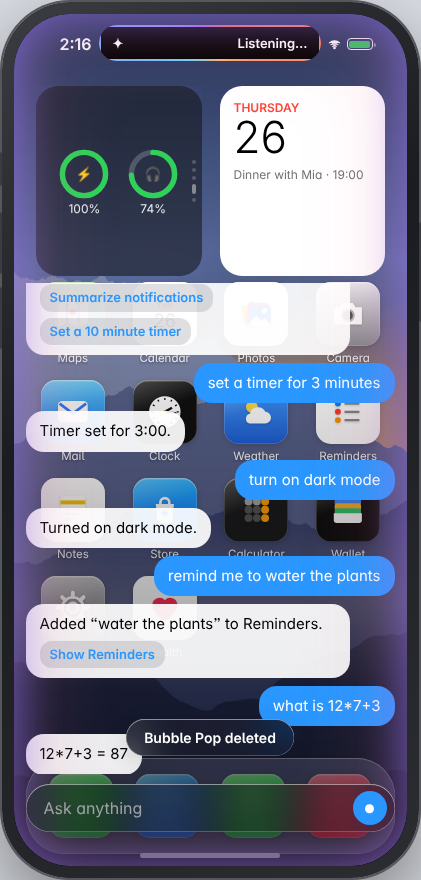 2:16
Listening...
100%
74%
THURSDAY
26
Dinner with Mia · 19:00
Summarize notifications
Set a 10 minute timer
Maps
Calendar
Photos
Camera
set a timer for 3 minutes
Timer set for 3:00.
Mail
Clock
Weather
Reminders
turn on dark mode
Turned on dark mode.
Notes
Store
Calculator
Wallet
remind me to water the plants
Added “water the plants” to Reminders.
Show Reminders
what is 12*7+3
Bubble Pop deleted
12*7+3 = 87
Ask anything